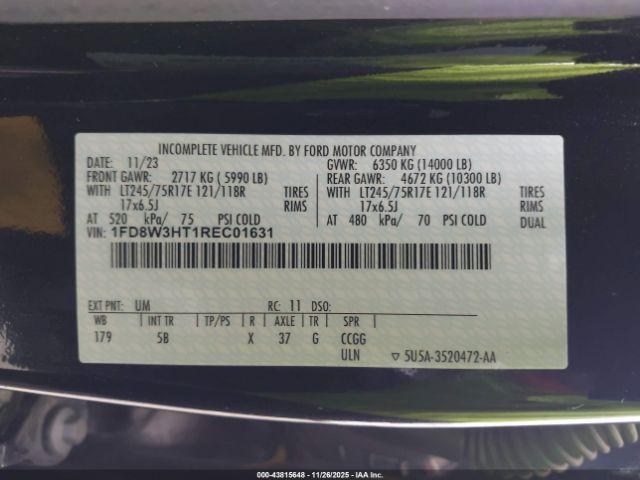 INCOMPLETE VEHICLE MFD. BY FORD MOTOR COMPANY
DATE: 11/23 GVWR: 6350 KG (14000 LB)
FRONT GAWR: 2717 KG ( 5990 LB) REAR GAWR: 4672 KG (10300 LB)
WITH LT245/75R17E 121/118R TIRES WITH LT245/75R17E 121/118R TIRES
17x6.5J RIMS 17x6.5J RIMS
AT 520 kPa/ 75 PSI COLD AT 480 kPa/ 70 PSI COLD DUAL
VIN: 1FD8W3HT1REC01631
EXT PNT: UM RC: 11 DSO:
WB INT TR TP/PS R AXLE TR SPR
179 5B X 37 G CCGG
ULN ▽ 5U5A-3520472-AA
000-43815648 - 11/26/2025 - IAA Inc.